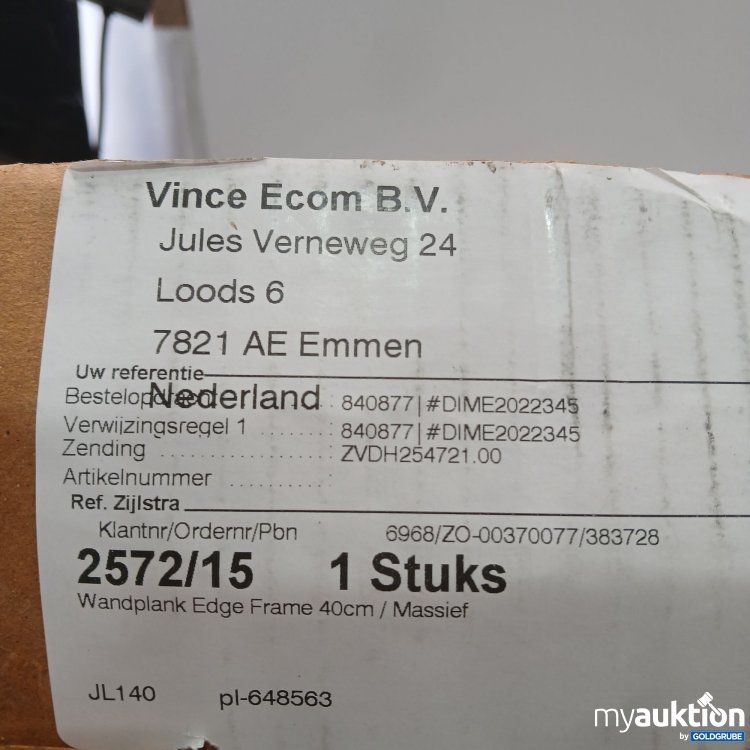 Vince Ecom B.V.
Jules Verneweg 24
Loods 6
7821 AE Emmen
Uw referentie
Nederland
Bestelopdracht : 840877|#DIME2022345
Verwijzingsregel 1 ........ : 840877|#DIME2022345
Zending .................... : ZVDH254721.00
Artikelnummer .......... :
Ref. Zijlstra
Klantnr/Ordernr/Pbn 6968/ZO-00370077/383728
2572/15 1 Stuks
Wandplank Edge Frame 40cm / Massief
JL140 pl-648563
myauktion
by GOLDGRUBE